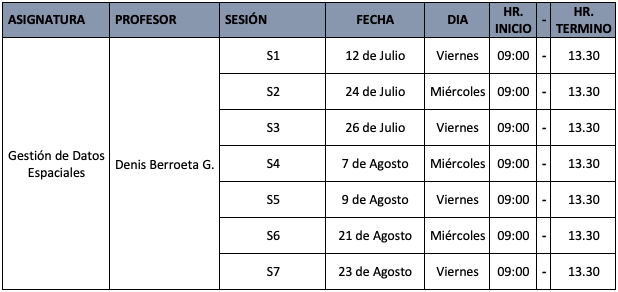 ASIGNATURA PROFESOR SESIÓN FECHA DIA HR. INICIO - HR. TERMINO
Gestión de Datos Espaciales Denis Berroeta G.
S1 12 de Julio Viernes 09:00 - 13.30
S2 24 de Julio Miércoles 09:00 - 13.30
S3 26 de Julio Viernes 09:00 - 13.30
S4 7 de Agosto Miércoles 09:00 - 13.30
S5 9 de Agosto Viernes 09:00 - 13.30
S6 21 de Agosto Miércoles 09:00 - 13.30
S7 23 de Agosto Viernes 09:00 - 13.30